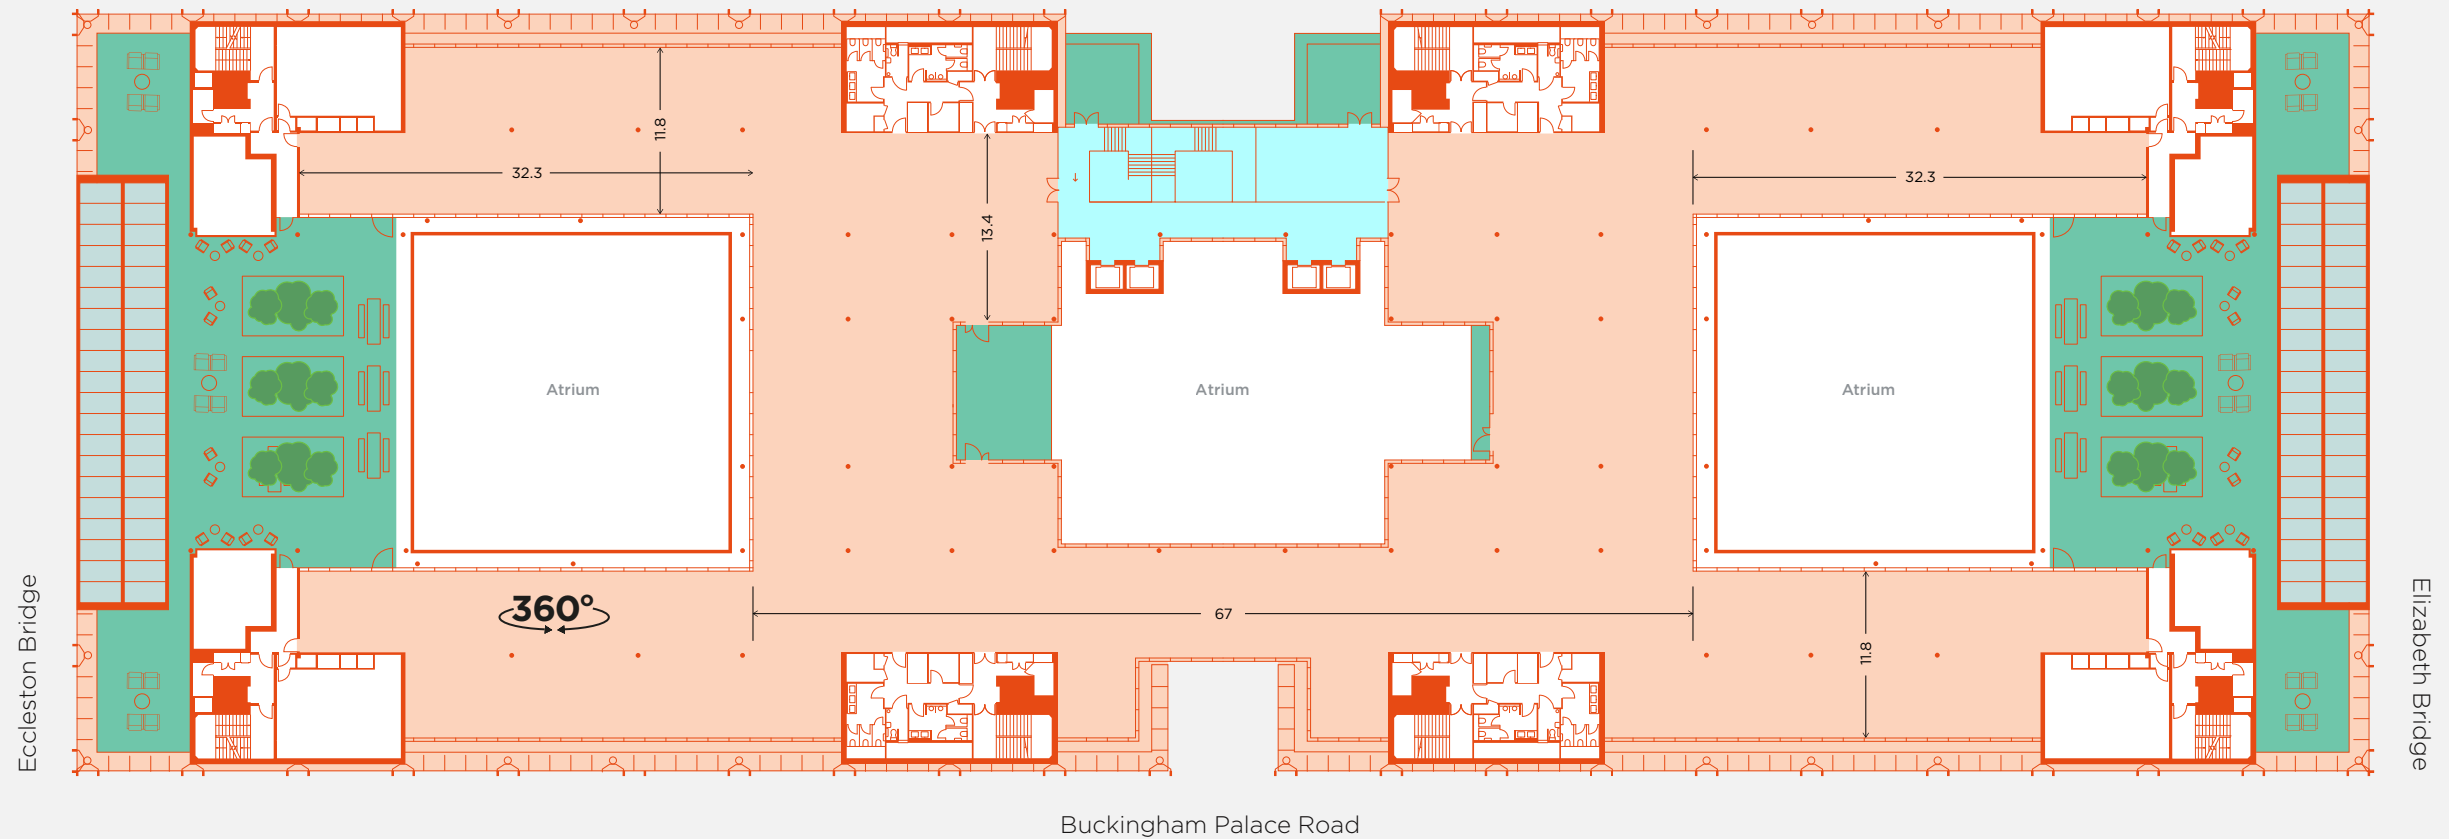 11.8
32.3
32.3
13.4
Atrium
Atrium
Atrium
360°
67
11.8
Eccleston Bridge
Elizabeth Bridge
Buckingham Palace Road